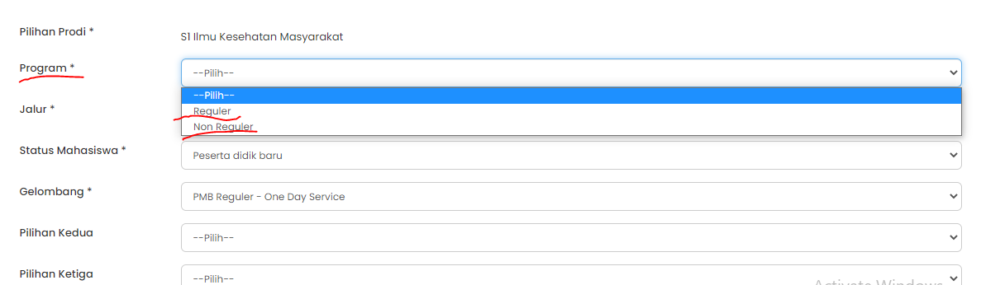 Pilihan Prodi *
S1 Ilmu Kesehatan Masyarakat
Program *
--Pilih--
--Pilih--
Reguler
Non Reguler
Jalur *
Status Mahasiswa *
Peserta didik baru
Gelombang *
PMB Reguler - One Day Service
Pilihan Kedua
--Pilih--
Pilihan Ketiga
--Pilih--
Activate Windows